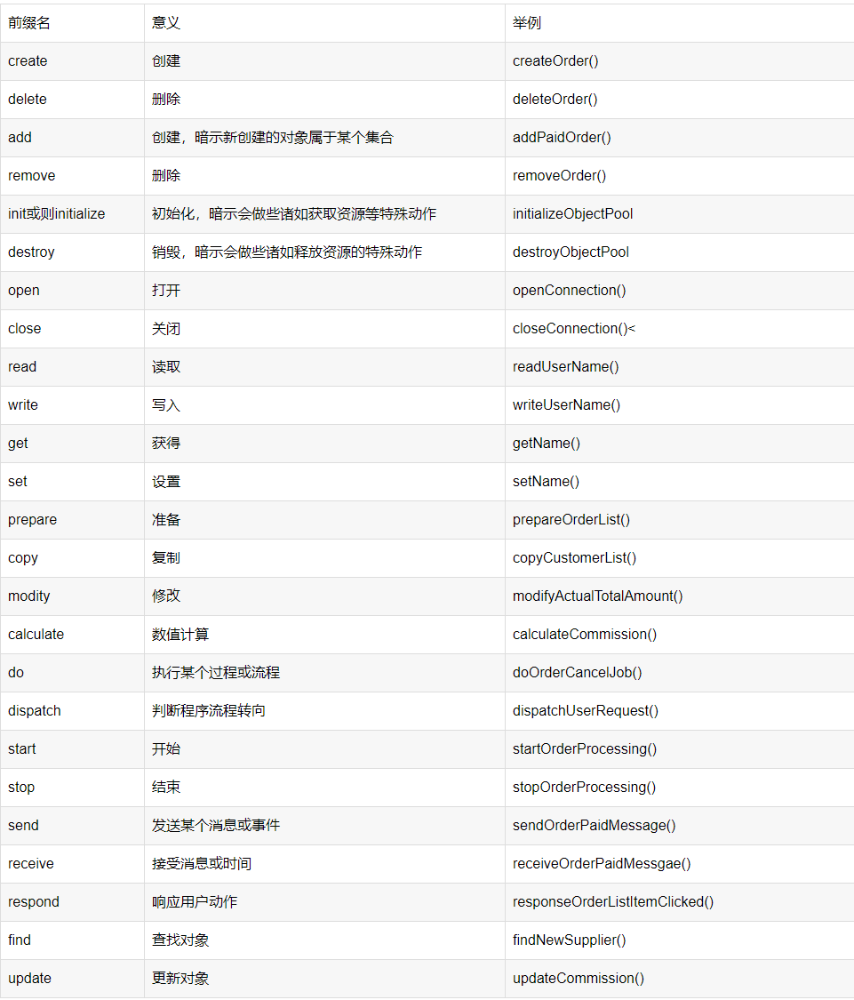 前缀名 意义 举例
create 创建 createOrder()
delete 删除 deleteOrder()
add 创建，暗示新创建的对象属于某个集合 addPaidOrder()
remove 删除 removeOrder()
init或则initialize 初始化，暗示会做些诸如获取资源等特殊动作 initializeObjectPool
destroy 销毁，暗示会做些诸如释放资源的特殊动作 destroyObjectPool
open 打开 openConnection()
close 关闭 closeConnection()<
read 读取 readUserName()
write 写入 writeUserName()
get 获得 getName()
set 设置 setName()
prepare 准备 prepareOrderList()
copy 复制 copyCustomerList()
modity 修改 modifyActualTotalAmount()
calculate 数值计算 calculateCommission()
do 执行某个过程或流程 doOrderCancelJob()
dispatch 判断程序流程转向 dispatchUserRequest()
start 开始 startOrderProcessing()
stop 结束 stopOrderProcessing()
send 发送某个消息或事件 sendOrderPaidMessage()
receive 接受消息或时间 receiveOrderPaidMessgae()
respond 响应用户动作 responseOrderListItemClicked()
find 查找对象 findNewSupplier()
update 更新对象 updateCommission()